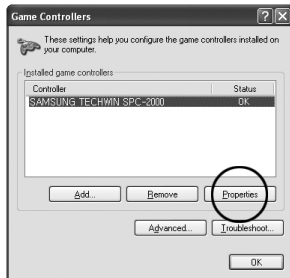 Game Controllers
These settings help you configure the game controllers installed on
your computer.
Installed game controllers
Controller Status
SAMSUNG TECHWIN SPC-2000 OK
Add... Remove Properties
Advanced... Troubleshoot...
OK